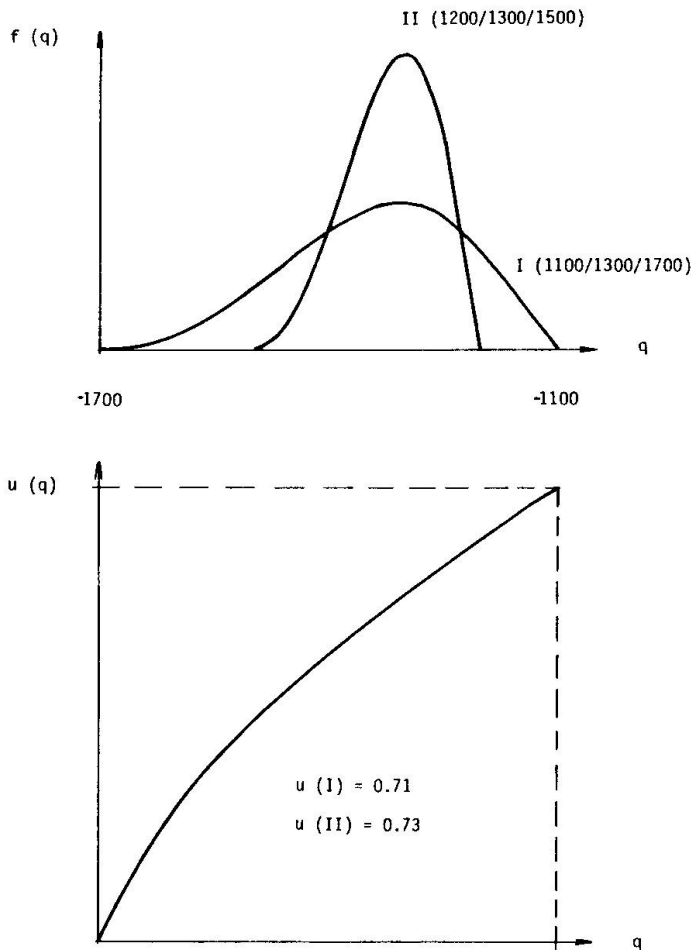 II (1200/1300/1500)
f (q)
I (1100/1300/1700)
q
-1700
-1100
u (q)
u (I) = 0.71
u (II) = 0.73
q